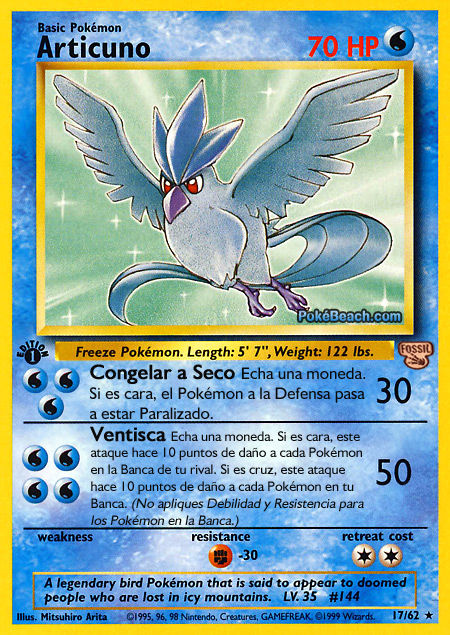 Basic Pokémon
Articuno
70 HP
PokéBeach.com
EDITION
1
Freeze Pokémon. Length: 5' 7", Weight: 122 lbs.
FOSSIL
Congelar a Seco Echa una moneda.
Si es cara, el Pokémon a la Defensa pasa
a estar Paralizado.
30
Ventisca Echa una moneda. Si es cara, este
ataque hace 10 puntos de daño a cada Pokémon
en la Banca de tu rival. Si es cruz, este ataque
hace 10 puntos de daño a cada Pokémon en tu
Banca. (No apliques Debilidad y Resistencia para
los Pokémon en la Banca.)
50
weakness
resistance
retreat cost
-30
A legendary bird Pokémon that is said to appear to doomed
people who are lost in icy mountains. LV. 35 #144
Illus. Mitsuhiro Arita
©1995, 96, 98 Nintendo, Creatures, GAMEFREAK. ©1999 Wizards.
17/62 ★